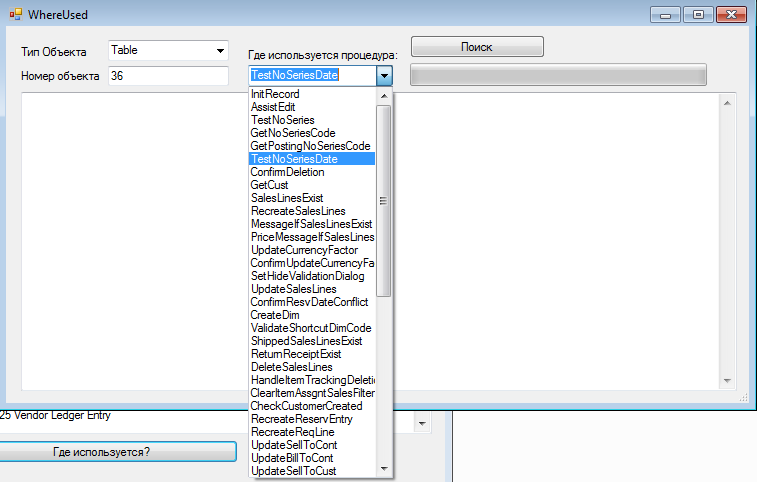 WhereUsed
Тип Объекта
Table
Номер объекта
36
Где используется процедура:
TestNoSeriesDate
Поиск
InitRecord
AssistEdit
TestNoSeries
GetNoSeriesCode
GetPostingNoSeriesCode
TestNoSeriesDate
ConfirmDeletion
GetCust
SalesLinesExist
RecreateSalesLines
MessageIfSalesLinesExist
PriceMessageIfSalesLines
UpdateCurrencyFactor
ConfirmUpdateCurrencyFa
SetHideValidationDialog
UpdateSalesLines
ConfirmResvDateConflict
CreateDim
ValidateShortcutDimCode
ShippedSalesLinesExist
ReturnReceiptExist
DeleteSalesLines
HandleItemTrackingDeleti
ClearItemAssgntSalesFilter
CheckCustomerCreated
RecreateReservEntry
RecreateReqLine
UpdateSellToCont
UpdateBillToCont
UpdateSellToCust
25 Vendor Ledger Entry
Где используется?